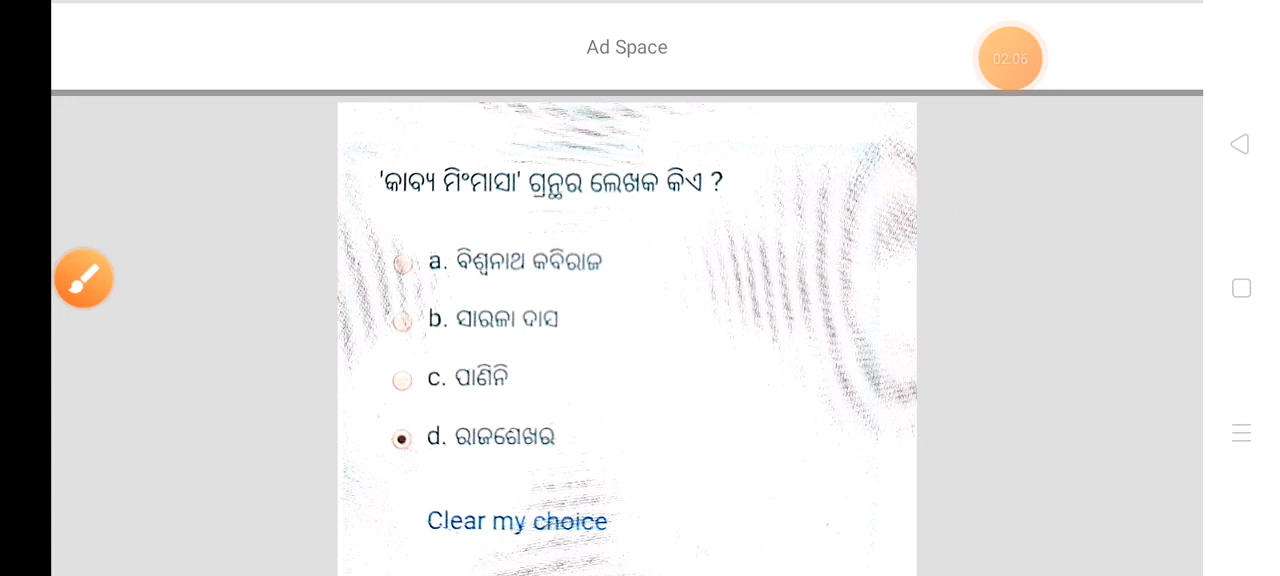 Ad Space
02:06
'କାବ୍ୟ ମିଂମାସା' ଗ୍ରନ୍ଥର ଲେଖକ କିଏ ?
a. ବିଶ୍ୱନାଥ କବିରାଜ
b. ସାରଳା ଦାସ
c. ପାଣିନି
d. ରାଜଶେଖର
Clear my choice